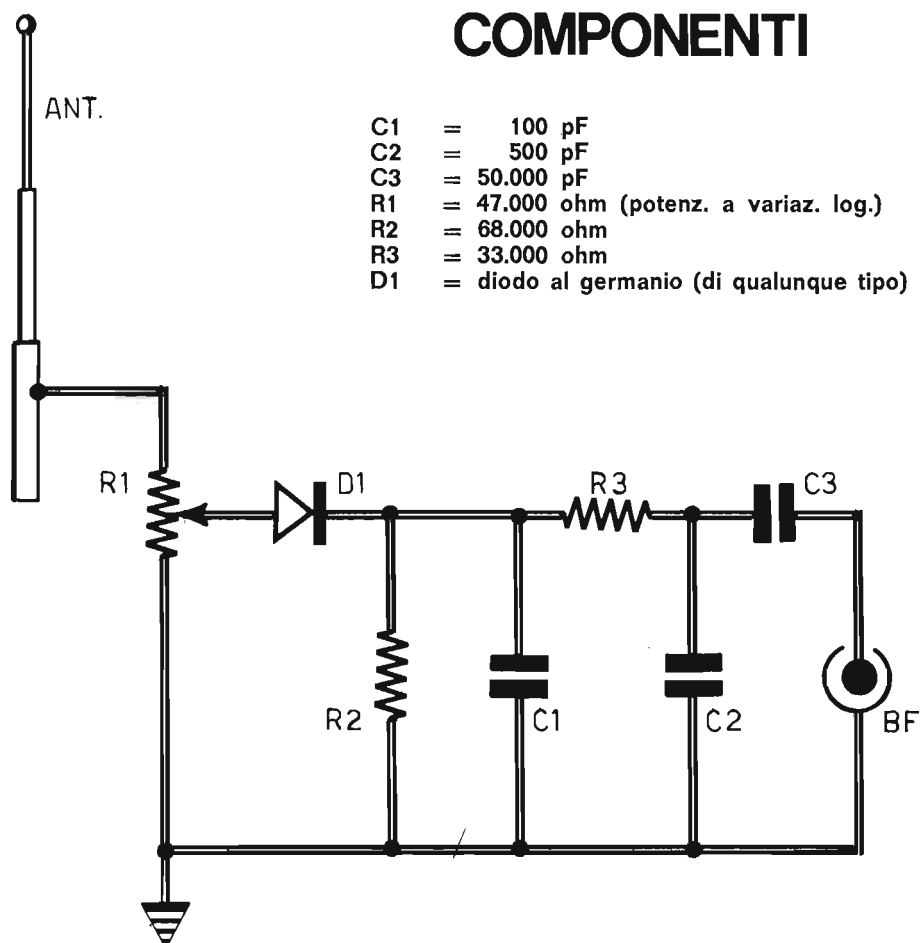 COMPONENTI
ANT.
C1 = 100 pF
C2 = 500 pF
C3 = 50.000 pF
R1 = 47.000 ohm (potenz. a variaz. log.)
R2 = 68.000 ohm
R3 = 33.000 ohm
D1 = diodo al germanio (di qualunque tipo)
R1
D1
R3
C3
R2
C1
C2
BF